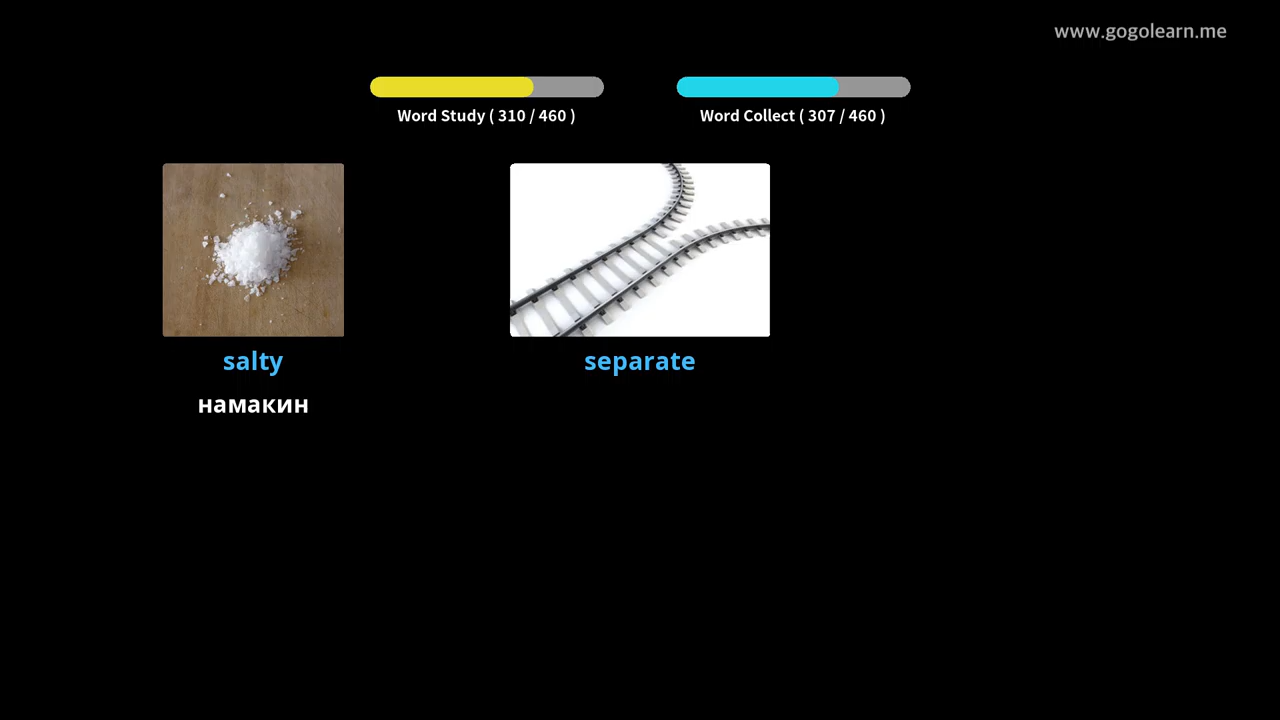 www.gogolearn.me
Word Study ( 310 / 460 )
Word Collect ( 307 / 460 )
salty
separate
намакин